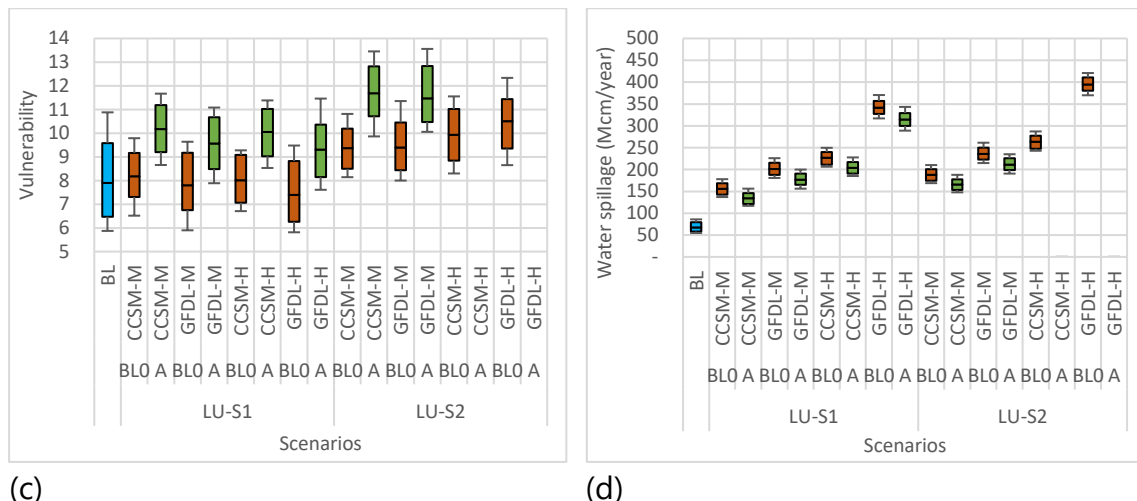 Vulnerability
14
13
12
11
10
9
8
7
6
5
BL
CCSM-M
CCSM-M
GFDL-M
GFDL-M
CCSM-H
CCSM-H
GFDL-H
GFDL-H
CCSM-M
CCSM-M
GFDL-M
GFDL-M
CCSM-H
CCSM-H
GFDL-H
GFDL-H
BL0 A BL0 A BL0 A BL0 A BL0 A BL0 A BL0 A BL0 A
LU-S1 LU-S2
Scenarios
(c)
Water spillage (Mcm/year)
500
450
400
350
300
250
200
150
100
50
-
BL
CCSM-M
CCSM-M
GFDL-M
GFDL-M
CCSM-H
CCSM-H
GFDL-H
GFDL-H
CCSM-M
CCSM-M
GFDL-M
GFDL-M
CCSM-H
CCSM-H
GFDL-H
GFDL-H
BL0 A BL0 A BL0 A BL0 A BL0 A BL0 A BL0 A BL0 A
LU-S1 LU-S2
Scenarios
(d)